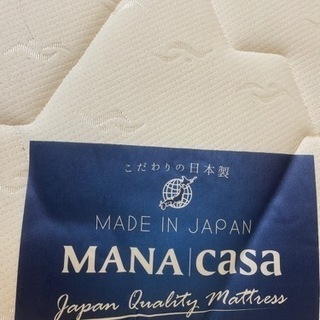 こだわりの日本製
MADE IN JAPAN
MANA|casa
Japan Quality Mattress